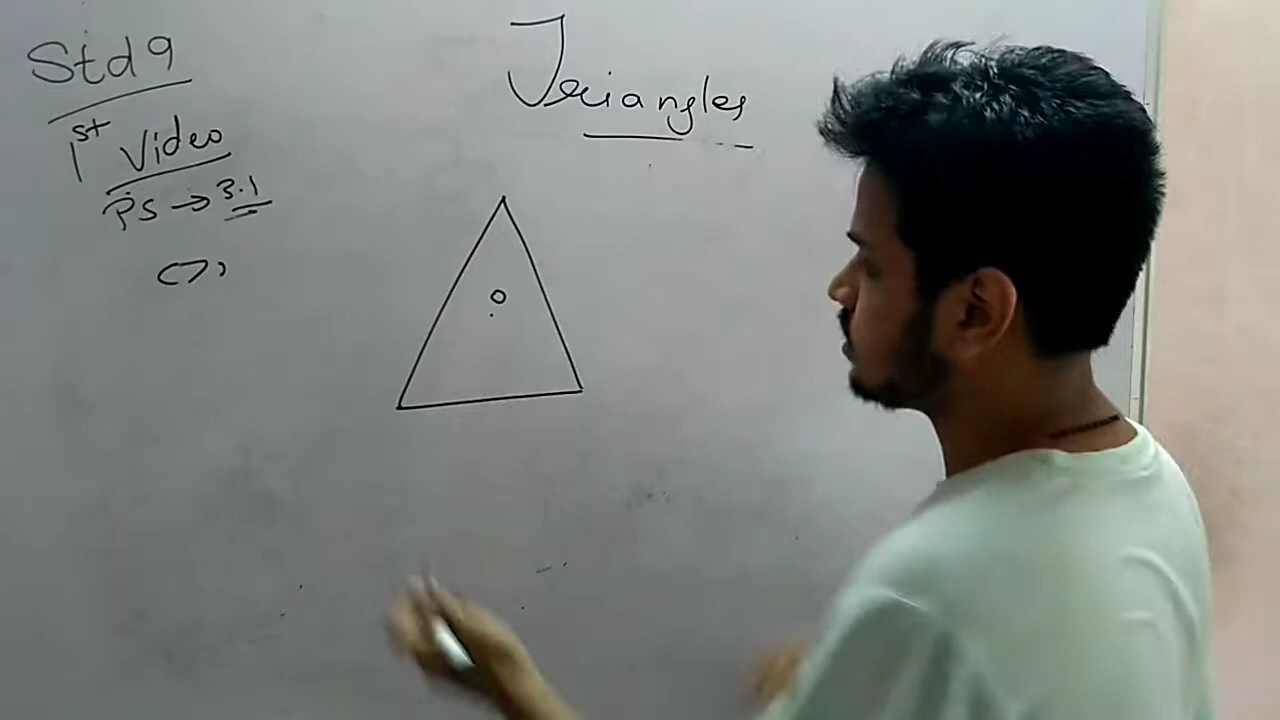 Std 9
Triangles
1st Video
PS → 3.1
(7)